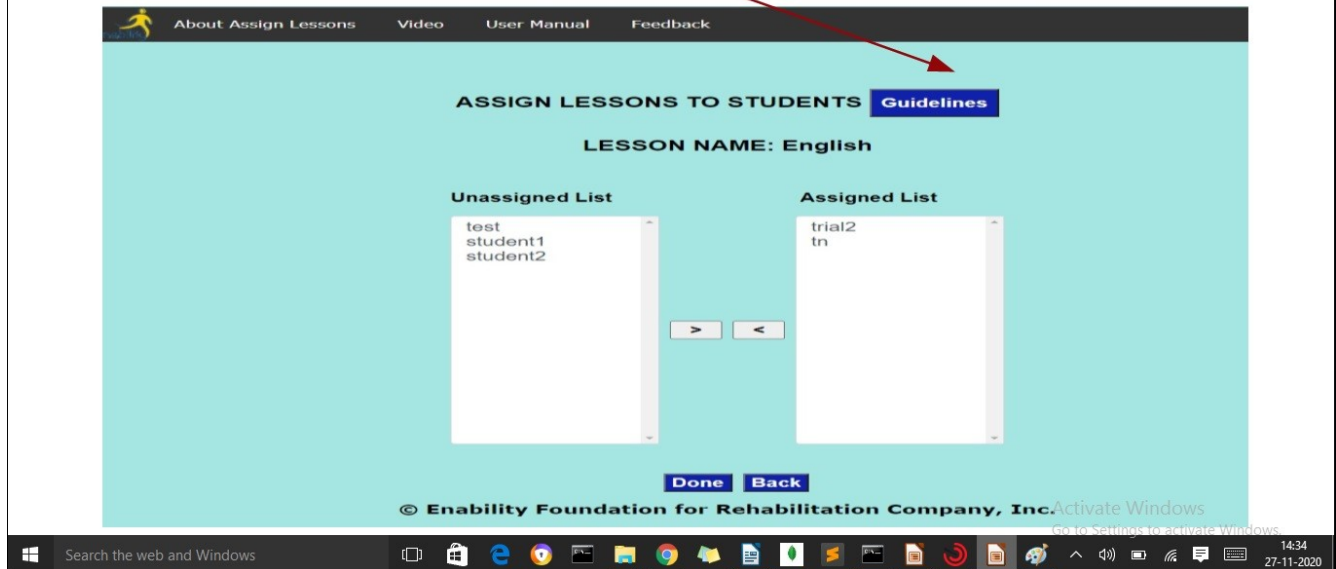 About Assign Lessons Video User Manual Feedback
ASSIGN LESSONS TO STUDENTS Guidelines
LESSON NAME: English
Unassigned List Assigned List
test trial2
student1 tn
student2
> <
Done Back
© Enability Foundation for Rehabilitation Company, Inc.
Activate Windows
Go to Settings to activate Windows.
Search the web and Windows 14:34
27-11-2020